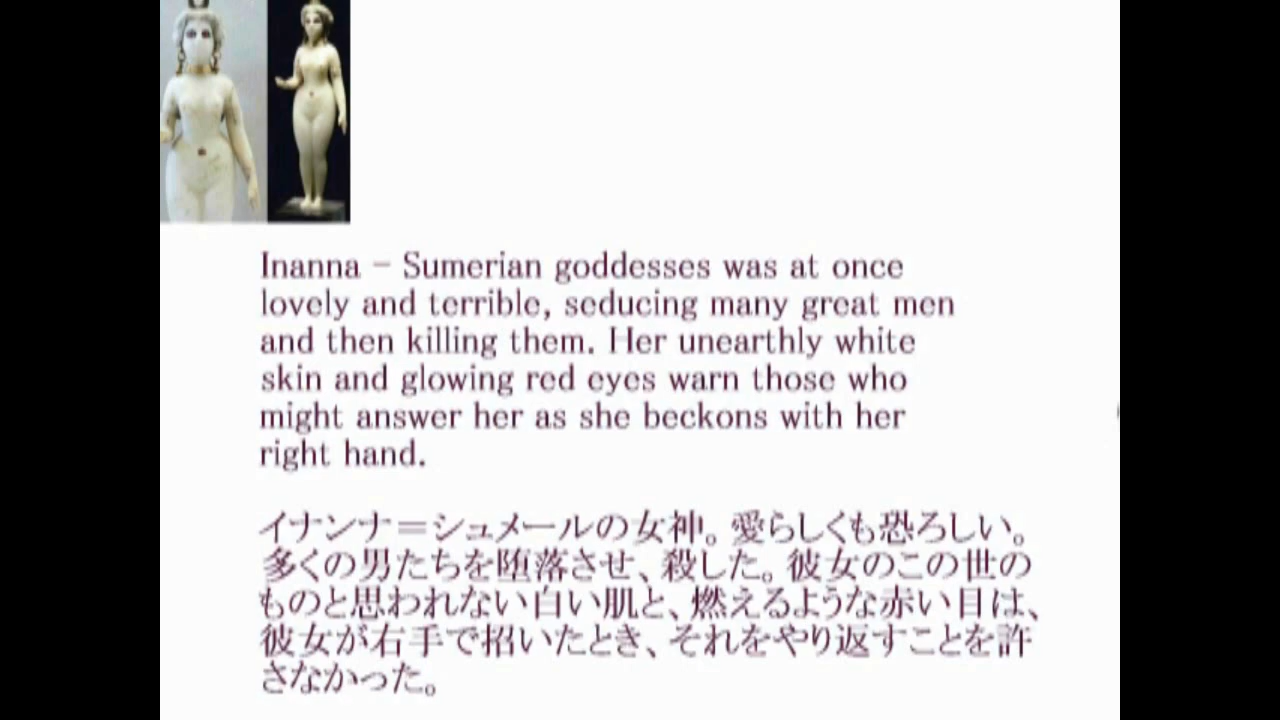 Inanna - Sumerian goddesses was at once
lovely and terrible, seducing many great men
and then killing them. Her unearthly white
skin and glowing red eyes warn those who
might answer her as she beckons with her
right hand.
イナンナ＝シュメールの女神。愛らしくも恐ろしい。
多くの男たちを堕落させ、殺した。彼女のこの世の
ものと思われない白い肌と、燃えるような赤い目は、
彼女が右手で招いたとき、それをやり返すことを許
さなかった。